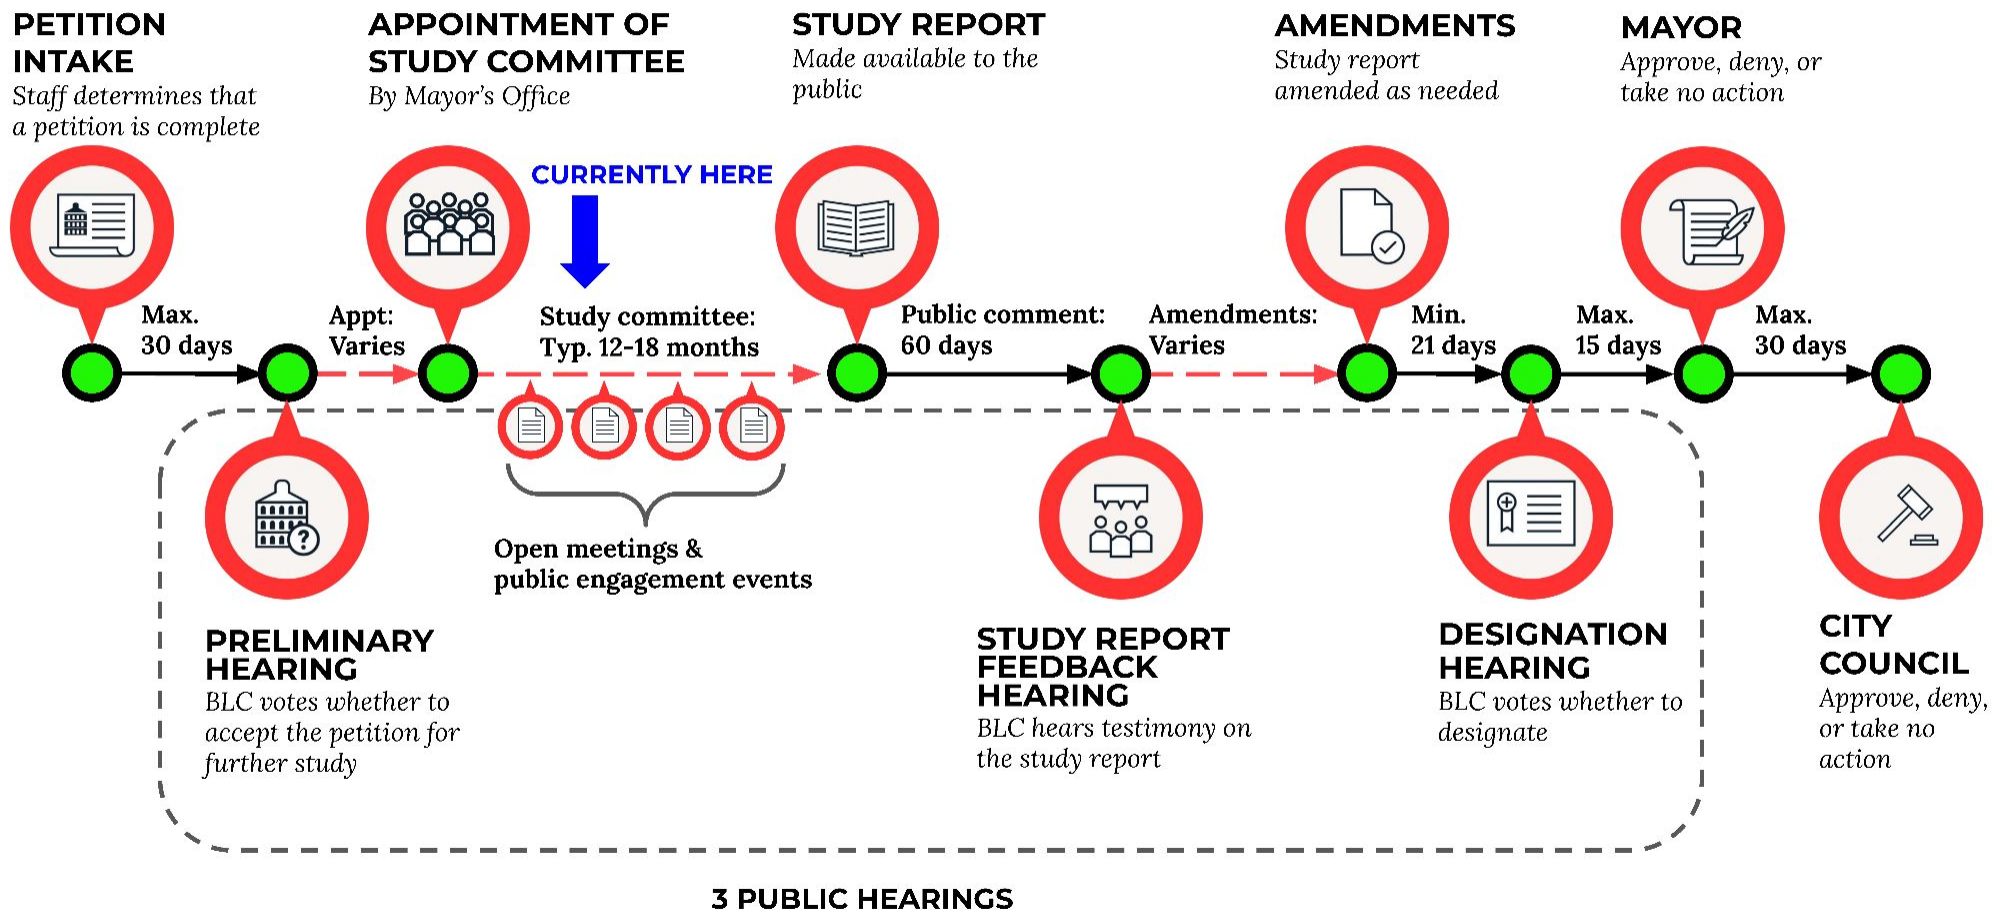 PETITION
INTAKE
Staff determines that
a petition is complete
APPOINTMENT OF
STUDY COMMITTEE
By Mayor's Office
STUDY REPORT
Made available to the
public
AMENDMENTS
Study report
amended as needed
MAYOR
Approve, deny, or
take no action
CURRENTLY HERE
Max.
30 days
Appt:
Varies
Study committee:
Typ. 12-18 months
Public comment:
60 days
Amendments:
Varies
Min.
21 days
Max.
15 days
Max.
30 days
?
Open meetings &
public engagement events
PRELIMINARY
HEARING
BLC votes whether to
accept the petition for
further study
STUDY REPORT
FEEDBACK
HEARING
BLC hears testimony on
the study report
DESIGNATION
HEARING
BLC votes whether to
designate
CITY
COUNCIL
Approve, deny,
or take no
action
3 PUBLIC HEARINGS